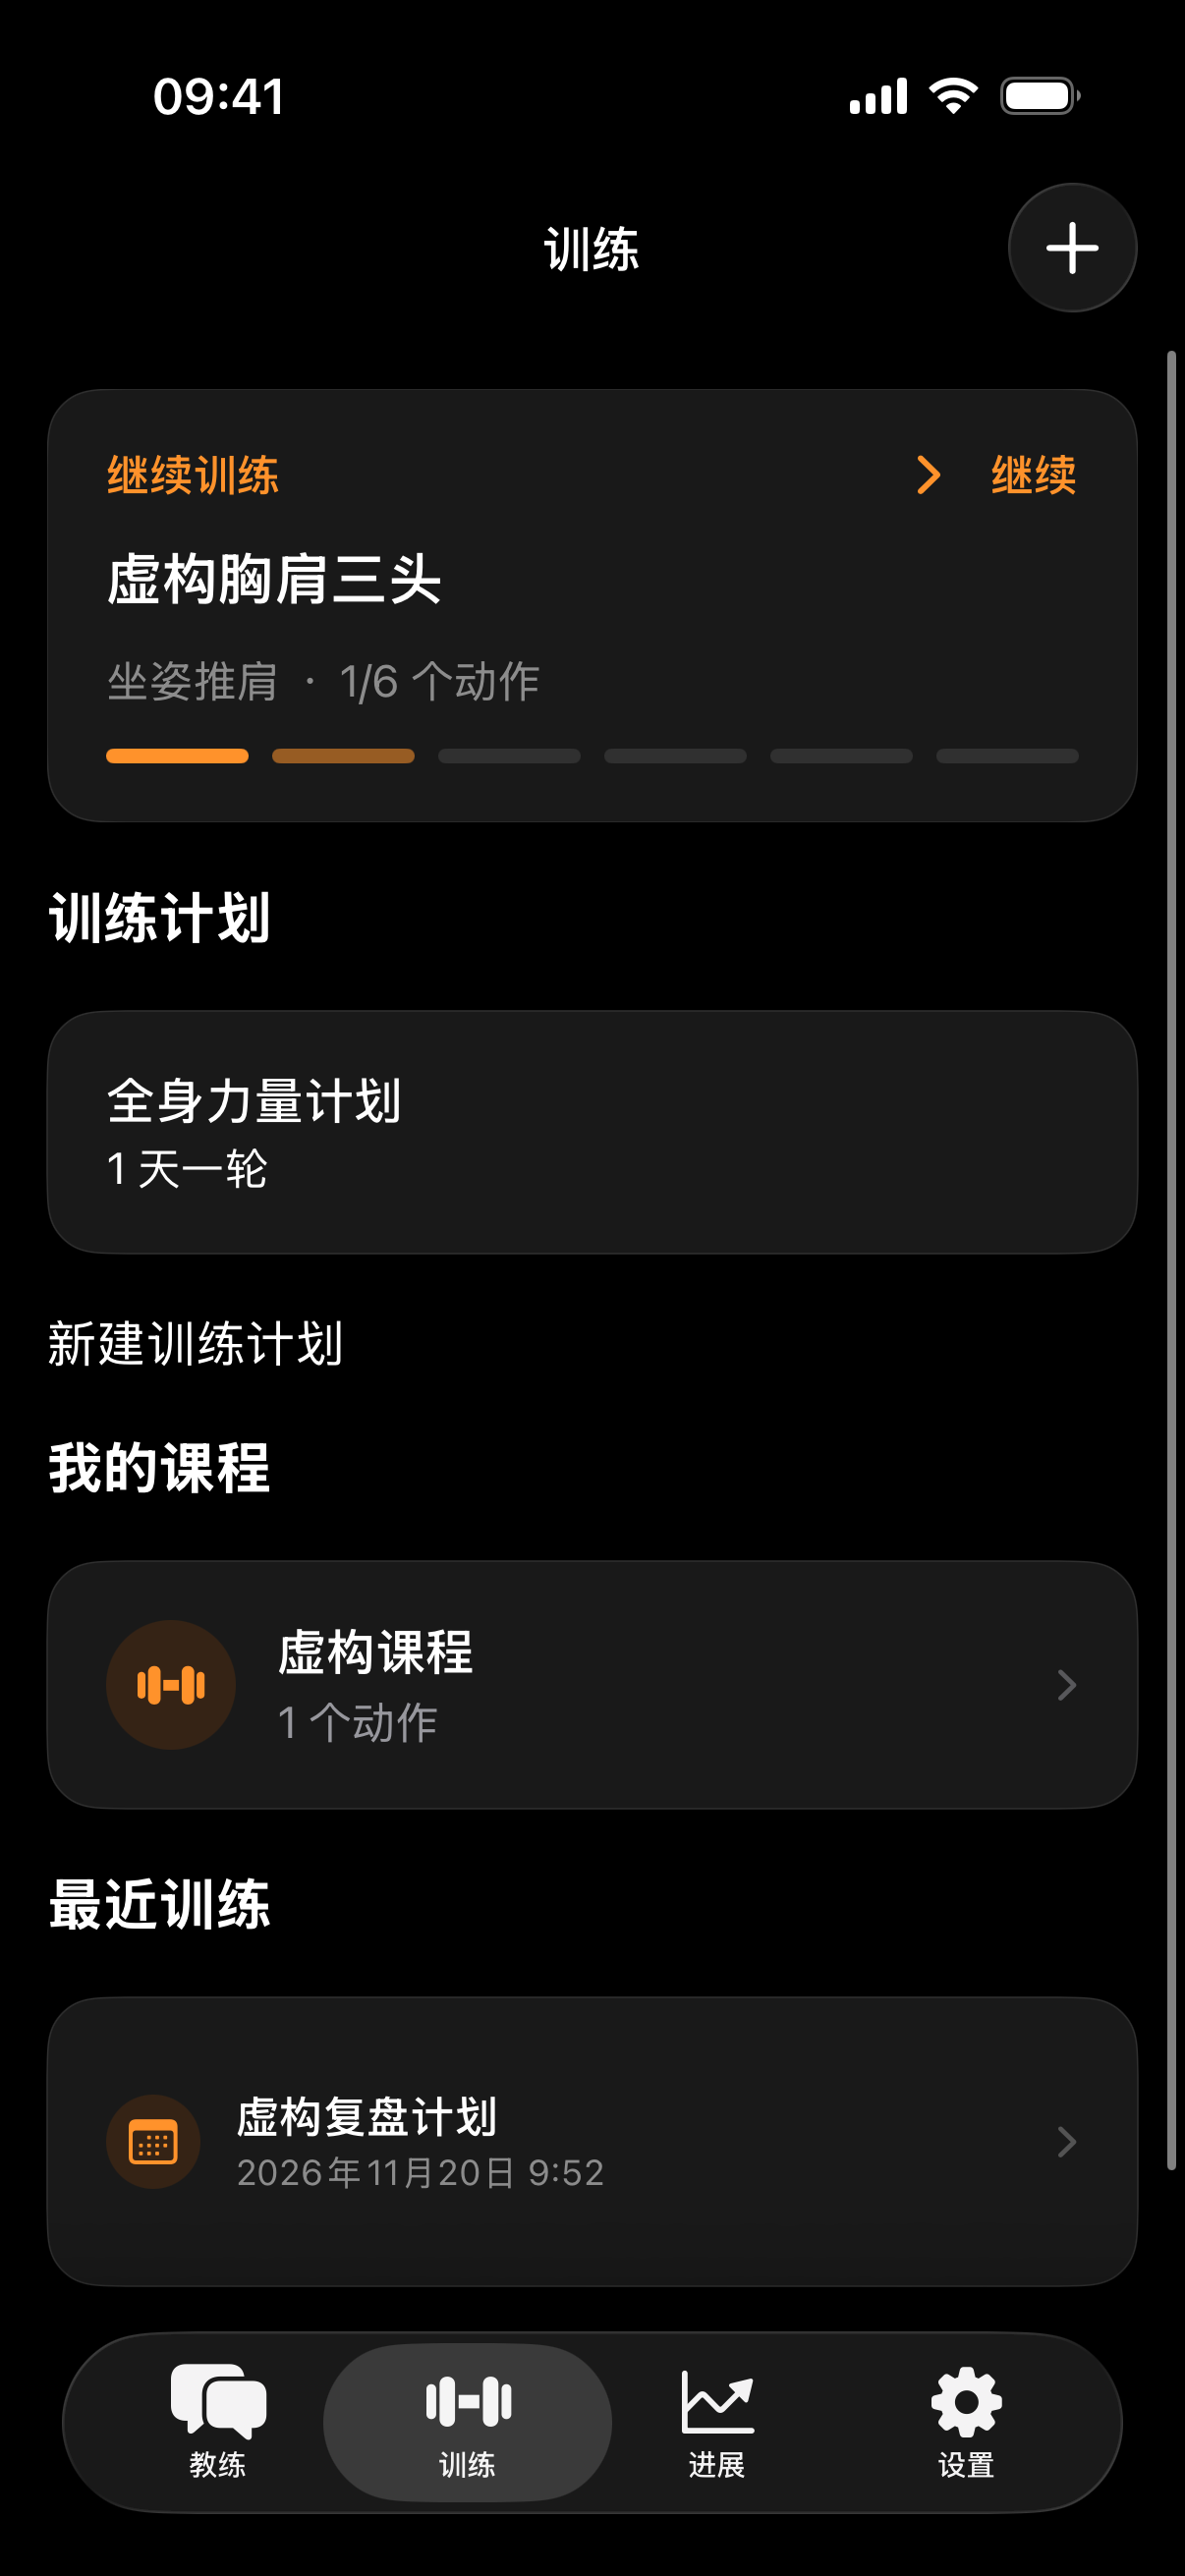 09:41
训练
继续训练
继续
虚构胸肩三头
坐姿推肩 · 1/6 个动作
训练计划
全身力量计划
1 天一轮
新建训练计划
我的课程
虚构课程
1 个动作
最近训练
虚构复盘计划
2026年11月20日 9:52
教练
训练
进展
设置